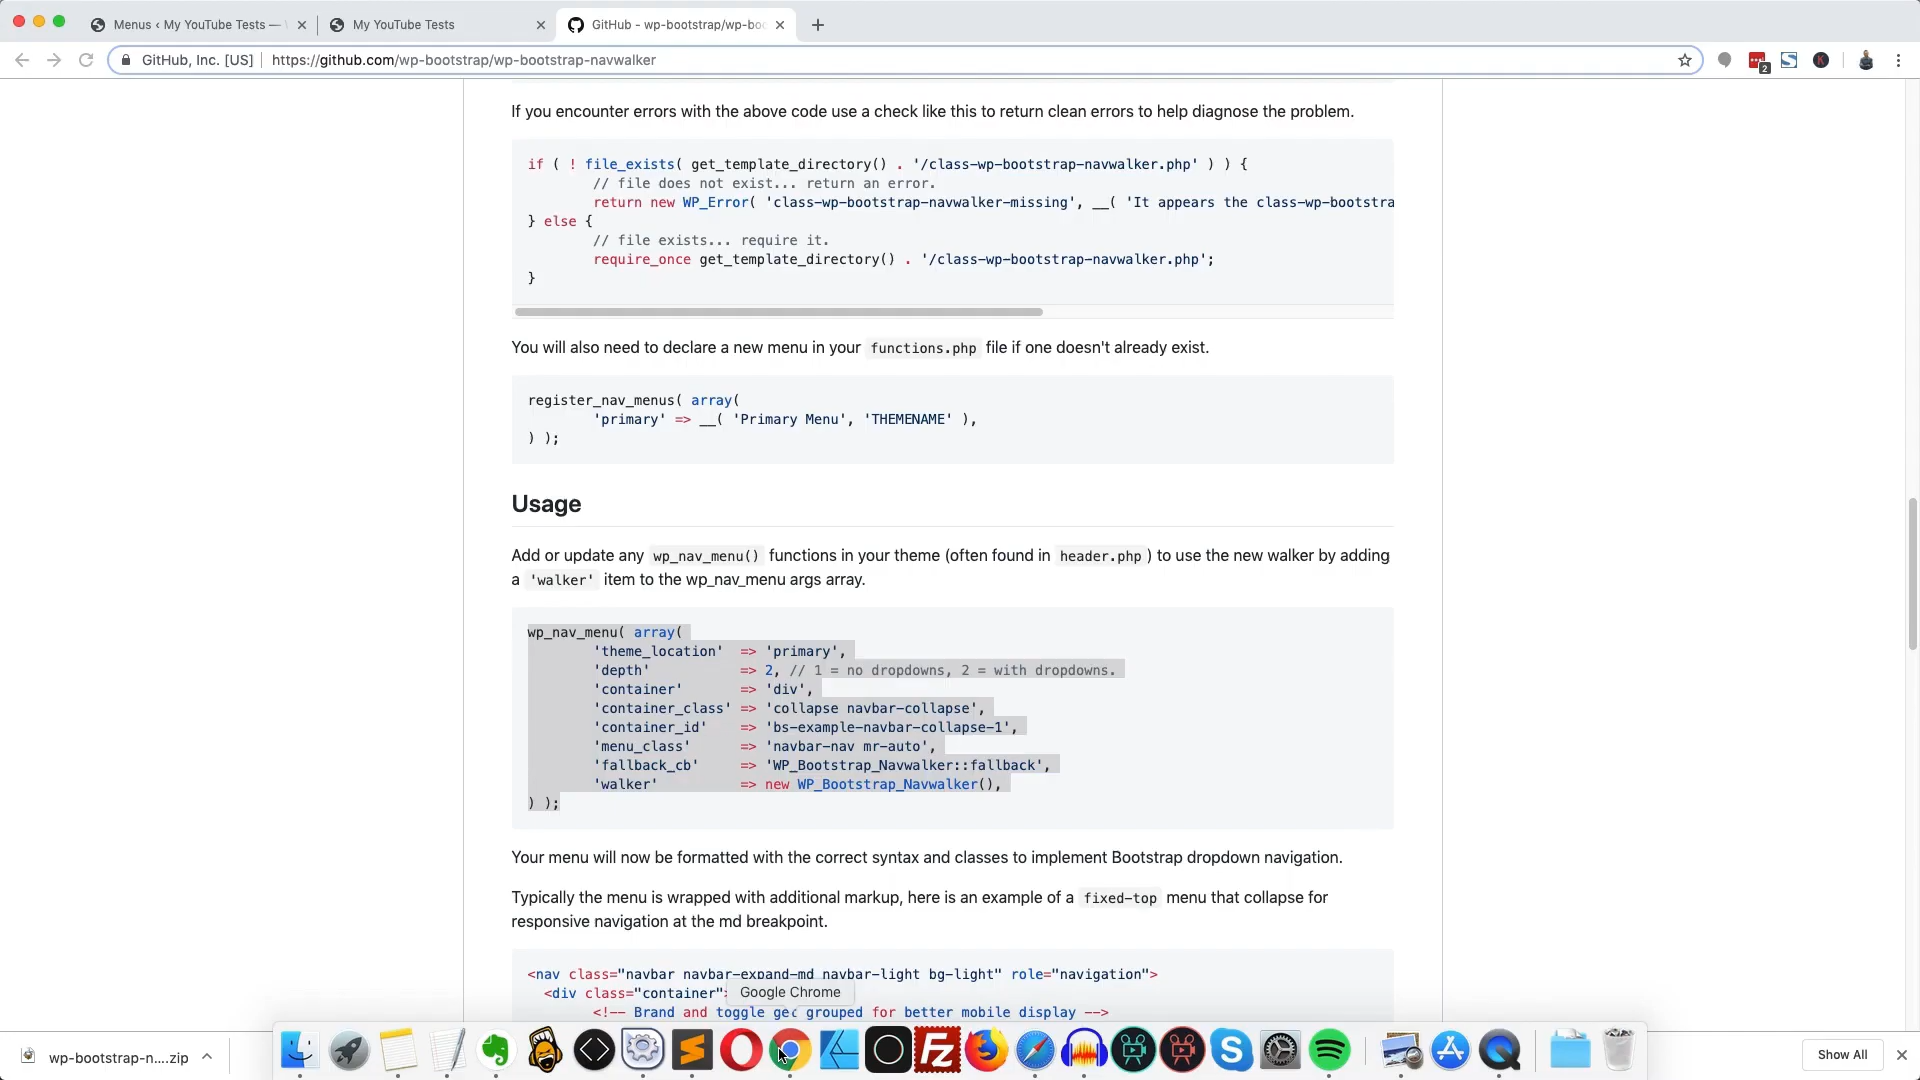 Menus ‹ My YouTube Tests —
My YouTube Tests
GitHub - wp-bootstrap/wp-boo
GitHub, Inc. [US]
https://github.com/wp-bootstrap/wp-bootstrap-navwalker
2
If you encounter errors with the above code use a check like this to return clean errors to help diagnose the problem.
if ( ! file_exists( get_template_directory() . '/class-wp-bootstrap-navwalker.php' ) ) {
// file does not exist... return an error.
return new WP_Error( 'class-wp-bootstrap-navwalker-missing', __( 'It appears the class-wp-bootstra
} else {
// file exists... require it.
require_once get_template_directory() . '/class-wp-bootstrap-navwalker.php';
}
You will also need to declare a new menu in your functions.php file if one doesn't already exist.
register_nav_menus( array(
'primary' => __( 'Primary Menu', 'THEMENAME' ),
) );
Usage
Add or update any wp_nav_menu() functions in your theme (often found in header.php ) to use the new walker by adding
a 'walker' item to the wp_nav_menu args array.
wp_nav_menu( array(
'theme_location' => 'primary',
'depth' => 2, // 1 = no dropdowns, 2 = with dropdowns.
'container' => 'div',
'container_class' => 'collapse navbar-collapse',
'container_id' => 'bs-example-navbar-collapse-1',
'menu_class' => 'navbar-nav mr-auto',
'fallback_cb' => 'WP_Bootstrap_Navwalker::fallback',
'walker' => new WP_Bootstrap_Navwalker(),
) );
Your menu will now be formatted with the correct syntax and classes to implement Bootstrap dropdown navigation.
Typically the menu is wrapped with additional markup, here is an example of a fixed-top menu that collapse for
responsive navigation at the md breakpoint.
<nav class="navbar navbar-expand-md navbar-light bg-light" role="navigation">
<div class="container">
Google Chrome
<!-- Brand and toggle get grouped for better mobile display -->
wp-bootstrap-n....zip
Show All